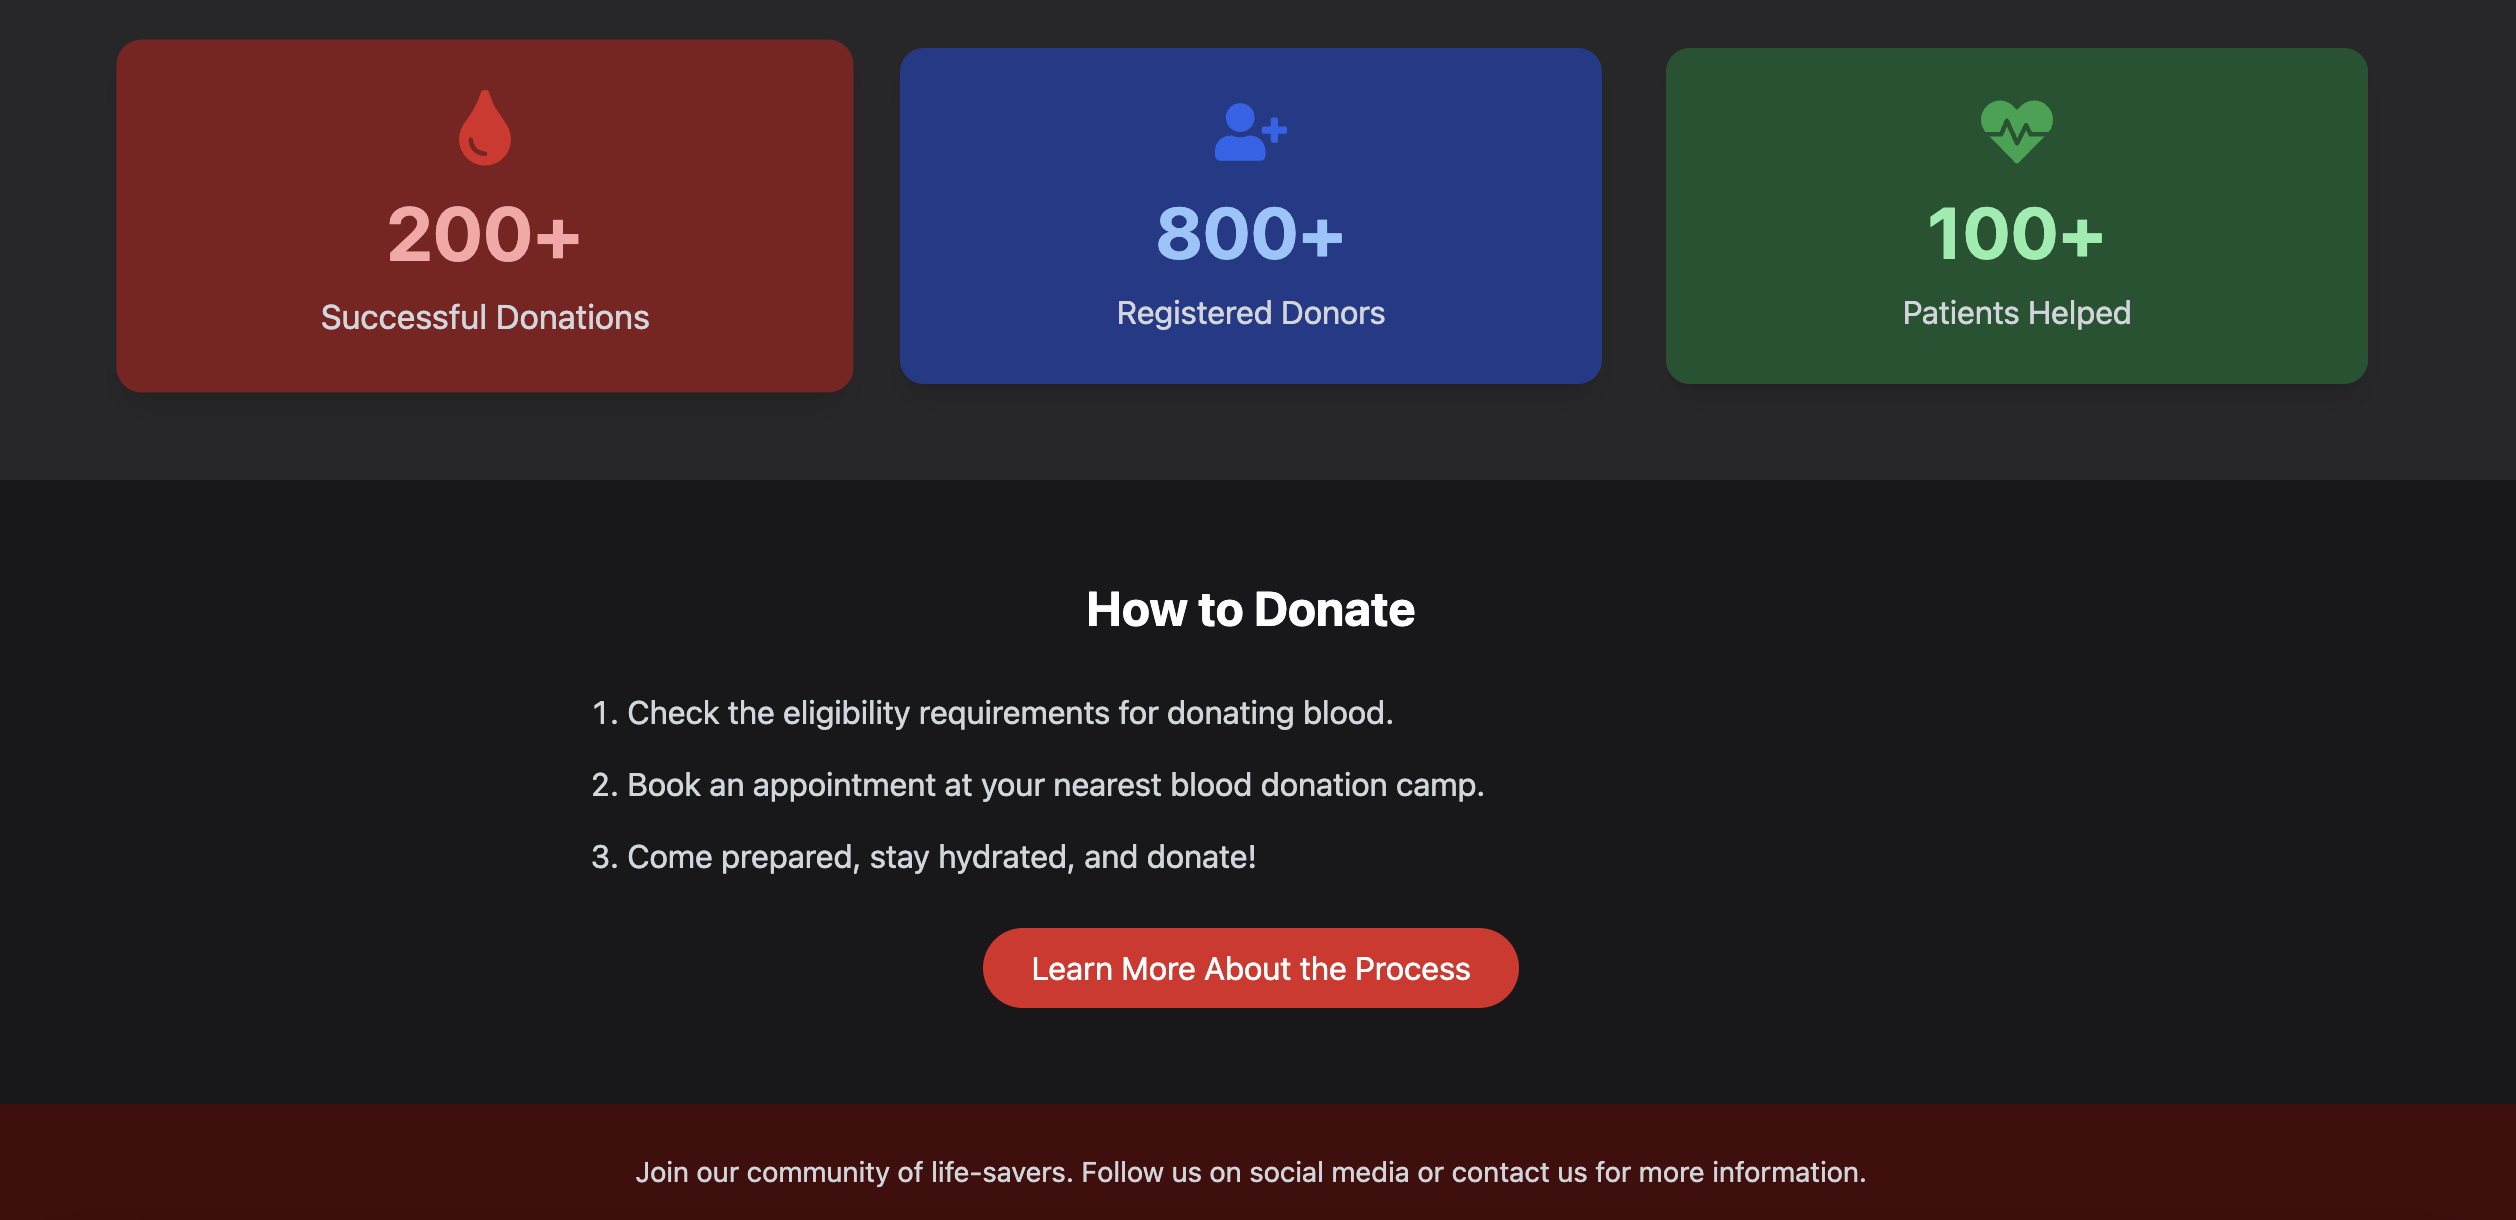 200+
Successful Donations
800+
Registered Donors
100+
Patients Helped
How to Donate
1. Check the eligibility requirements for donating blood.
2. Book an appointment at your nearest blood donation camp.
3. Come prepared, stay hydrated, and donate!
Learn More About the Process
Join our community of life-savers. Follow us on social media or contact us for more information.